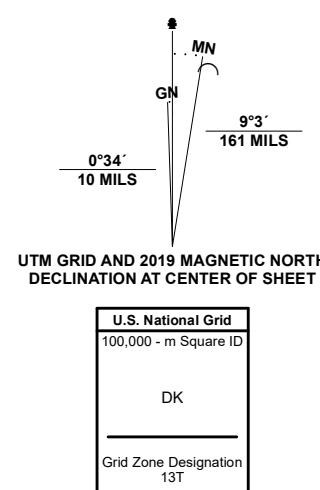 MN
GN
9°3´
161 MILS
0°34´
10 MILS
UTM GRID AND 2019 MAGNETIC NORTH
DECLINATION AT CENTER OF SHEET
U.S. National Grid
100,000 - m Square ID
DK
Grid Zone Designation
13T